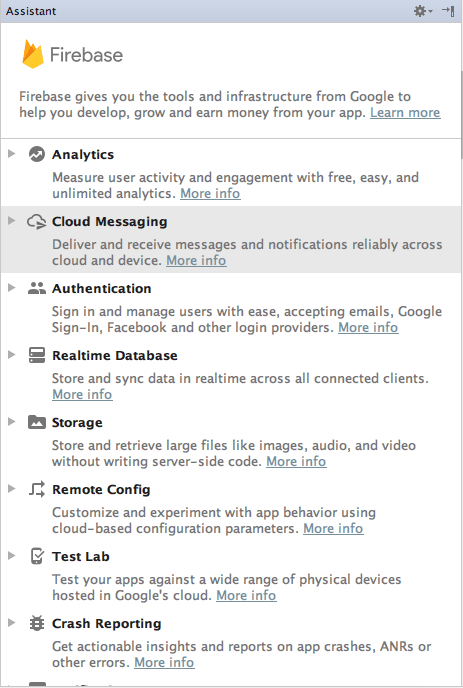 Assistant
Firebase
Firebase gives you the tools and infrastructure from Google to
help you develop, grow and earn money from your app. Learn more
Analytics
Measure user activity and engagement with free, easy, and
unlimited analytics. More info
Cloud Messaging
Deliver and receive messages and notifications reliably across
cloud and device. More info
Authentication
Sign in and manage users with ease, accepting emails, Google
Sign-In, Facebook and other login providers. More info
Realtime Database
Store and sync data in realtime across all connected clients.
More info
Storage
Store and retrieve large files like images, audio, and video
without writing server-side code. More info
Remote Config
Customize and experiment with app behavior using
cloud-based configuration parameters. More info
Test Lab
Test your apps against a wide range of physical devices
hosted in Google's cloud. More info
Crash Reporting
Get actionable insights and reports on app crashes, ANRs or
other errors. More info